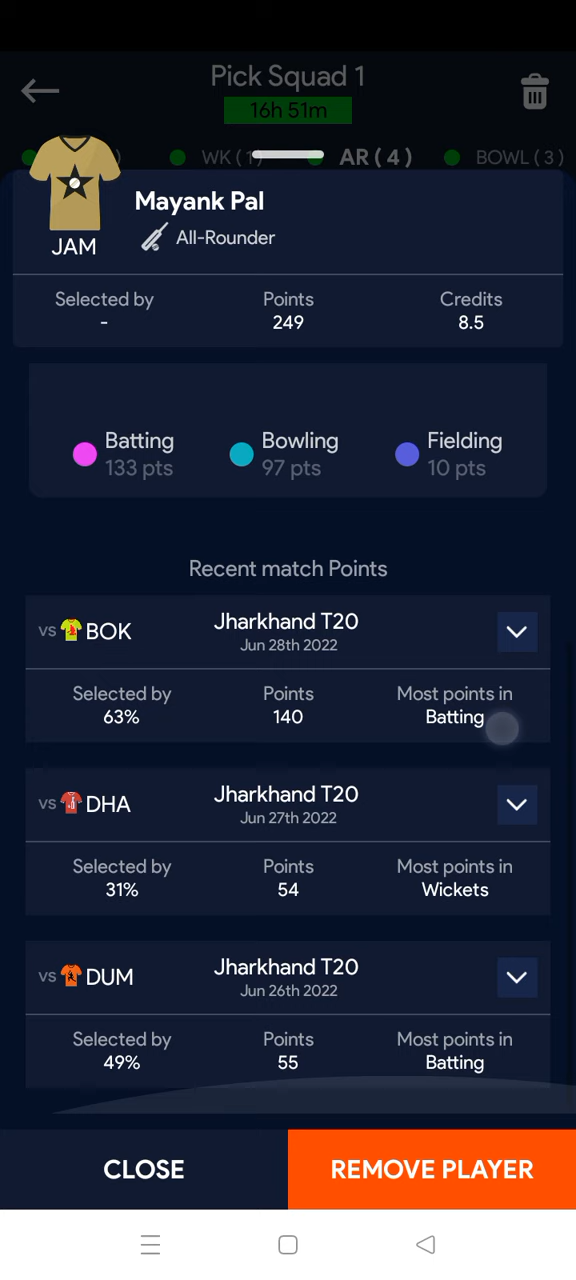 Pick Squad 1
16h 51m
WK ( 1
AR ( 4 )
BOWL ( 3 )
Mayank Pal
JAM
All-Rounder
Selected by
Points
Credits
-
249
8.5
Batting
Bowling
Fielding
133 pts
97 pts
10 pts
Recent match Points
vs BOK
Jharkhand T20
Jun 28th 2022
Selected by
Points
Most points in
63%
140
Batting
vs DHA
Jharkhand T20
Jun 27th 2022
Selected by
Points
Most points in
31%
54
Wickets
vs DUM
Jharkhand T20
Jun 26th 2022
Selected by
Points
Most points in
49%
55
Batting
CLOSE
REMOVE PLAYER